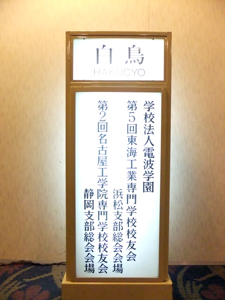 白鳥
HAKUCYO
学校法人電波学園
第5回東海工業専門学校校友会
浜松支部総会会場
第2回名古屋工学院専門学校校友会
静岡支部総会会場